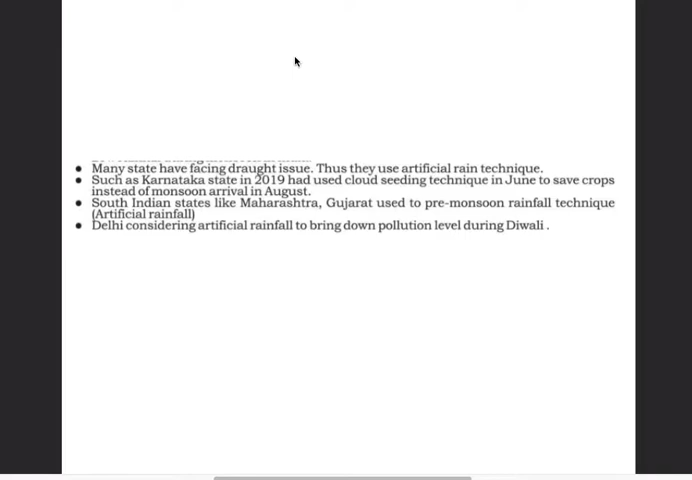 ● Many state have facing draught issue. Thus they use artificial rain technique.
● Such as Karnataka state in 2019 had used cloud seeding technique in June to save crops
instead of monsoon arrival in August.
● South Indian states like Maharashtra, Gujarat used to pre-monsoon rainfall technique
(Artificial rainfall)
● Delhi considering artificial rainfall to bring down pollution level during Diwali .